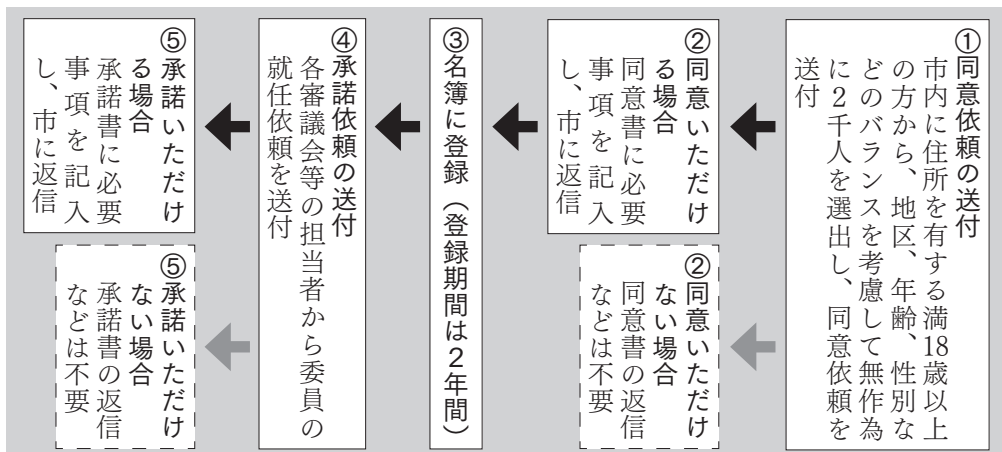 ①同意依頼の送付
市内に住所を有する満18歳以上
の方から、地区、年齢、性別な
どのバランスを考慮して無作為
に２千人を選出し、同意依頼を
送付
②同意いただけ
る場合
同意書に必要
事項を記入
し、市に返信
②同意いただけ
ない場合
同意書の返信
などは不要
③名簿に登録（登録期間は２年間）
④承諾依頼の送付
各審議会等の担当者から委員の
就任依頼を送付
⑤承諾いただけ
る場合
承諾書に必要
事項を記入
し、市に返信
⑤承諾いただけ
ない場合
承諾書の返信
などは不要